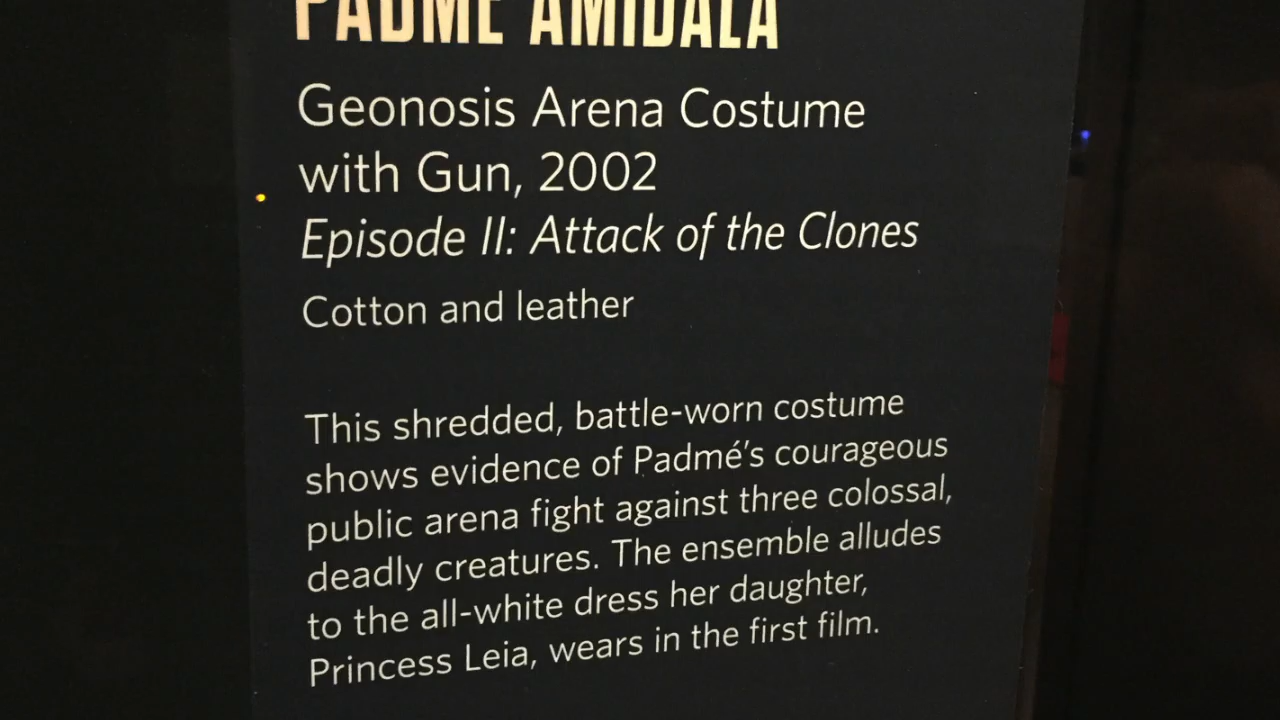 PADMÉ AMIDALA
Geonosis Arena Costume
with Gun, 2002
Episode II: Attack of the Clones
Cotton and leather
This shredded, battle-worn costume
shows evidence of Padmé's courageous
public arena fight against three colossal,
deadly creatures. The ensemble alludes
to the all-white dress her daughter,
Princess Leia, wears in the first film.